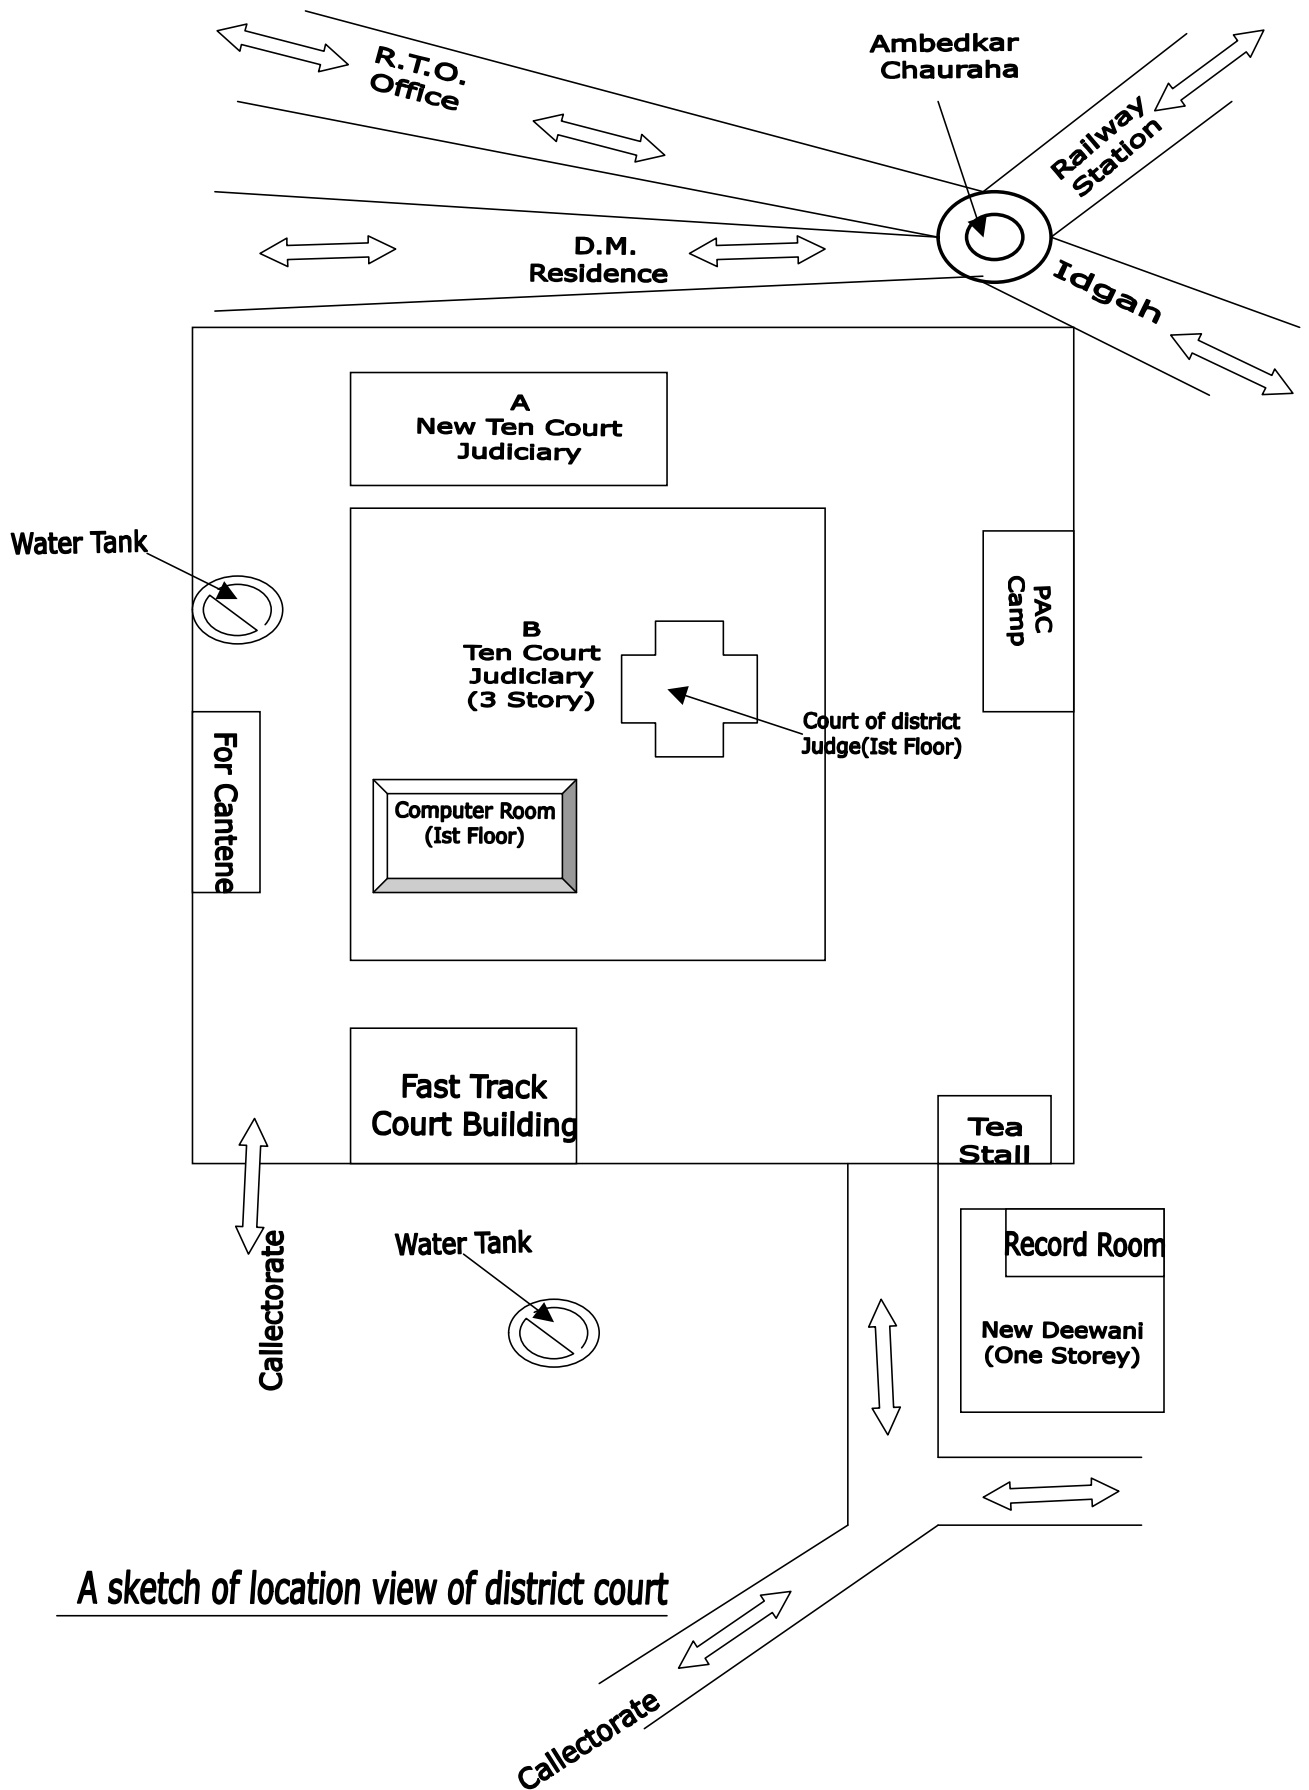 Ambedkar
Chauraha
R.T.O.
Office
Railway
Station
D.M.
Residence
Idgah
A
New Ten Court
Judiciary
Water Tank
PAC
Camp
B
Ten Court
Judiciary
(3 Story)
Court of district
Judge(Ist Floor)
For Cantene
Computer Room
(Ist Floor)
Fast Track
Court Building
Tea
Stall
Callectorate
Water Tank
Record Room
New Deewani
(One Storey)
A sketch of location view of district court
Callectorate